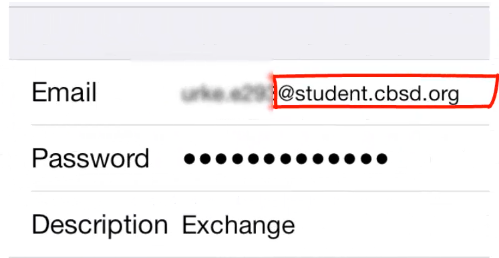 Email @student.cbsd.org
Password ●●●●●●●●●●●●●
Description Exchange